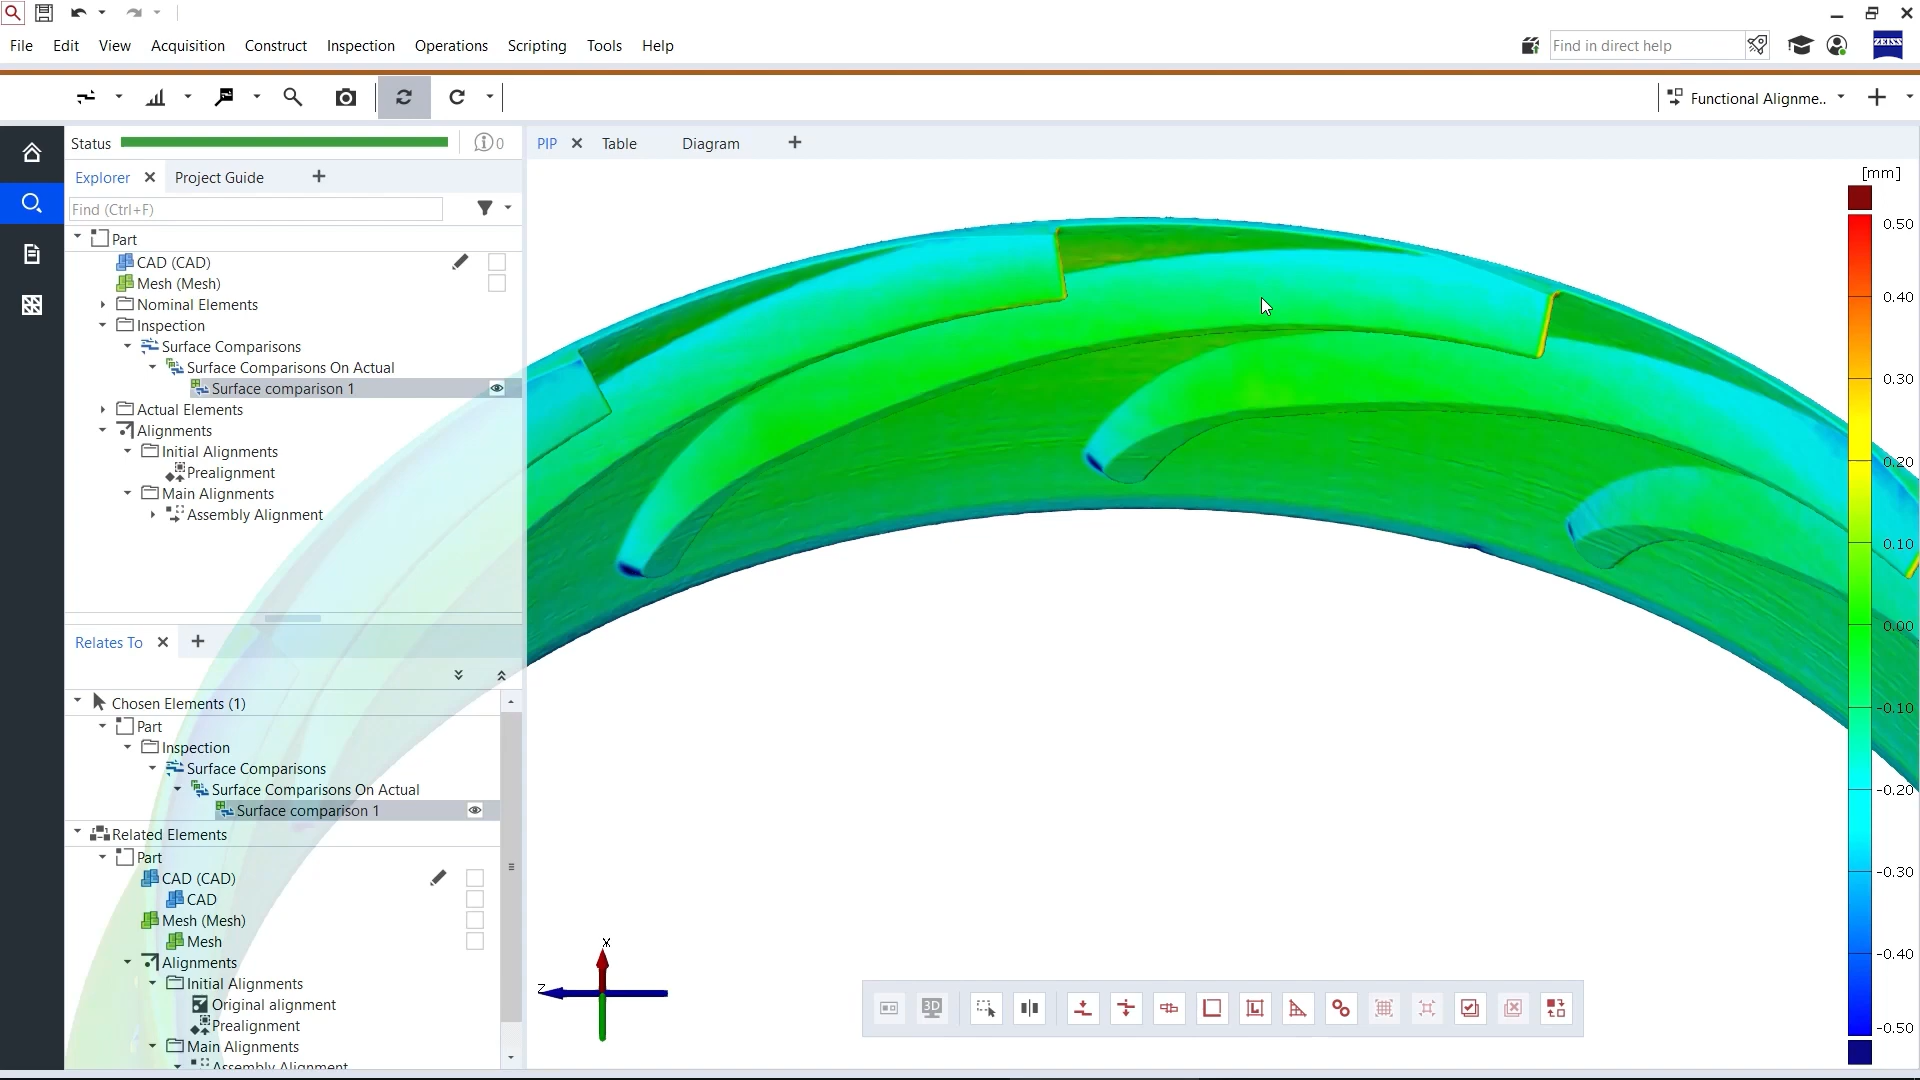 File Edit View Acquisition Construct Inspection Operations Scripting Tools Help
Find in direct help
ZEISS
Functional Alignme..
Status
0
PIP Table Diagram
Explorer Project Guide
Find (Ctrl+F)
Part
CAD (CAD)
Mesh (Mesh)
Nominal Elements
Inspection
Surface Comparisons
Surface Comparisons On Actual
Surface comparison 1
Actual Elements
Alignments
Initial Alignments
Prealignment
Main Alignments
Assembly Alignment
Relates To
Chosen Elements (1)
Part
Inspection
Surface Comparisons
Surface Comparisons On Actual
Surface comparison 1
Related Elements
Part
CAD (CAD)
CAD
Mesh (Mesh)
Mesh
Alignments
Initial Alignments
Original alignment
Prealignment
Main Alignments
Assembly Alignment
[mm]
0.50
0.40
0.30
0.20
0.10
0.00
-0.10
-0.20
-0.30
-0.40
-0.50
X
Z
3D